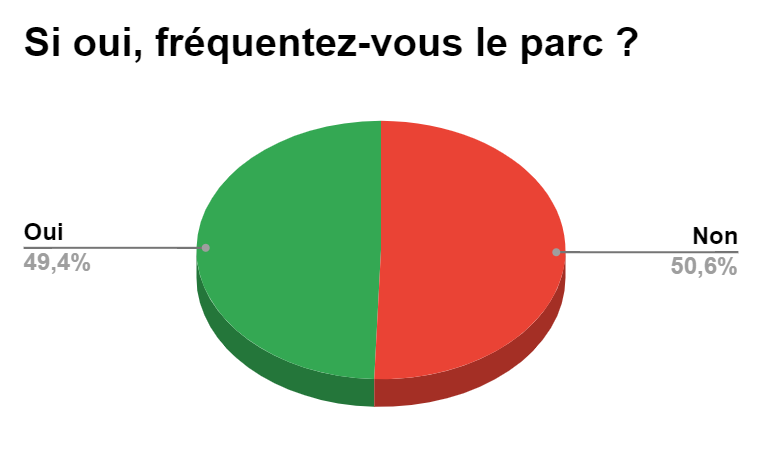 Si oui, fréquentez-vous le parc ?
Oui
49,4%
Non
50,6%